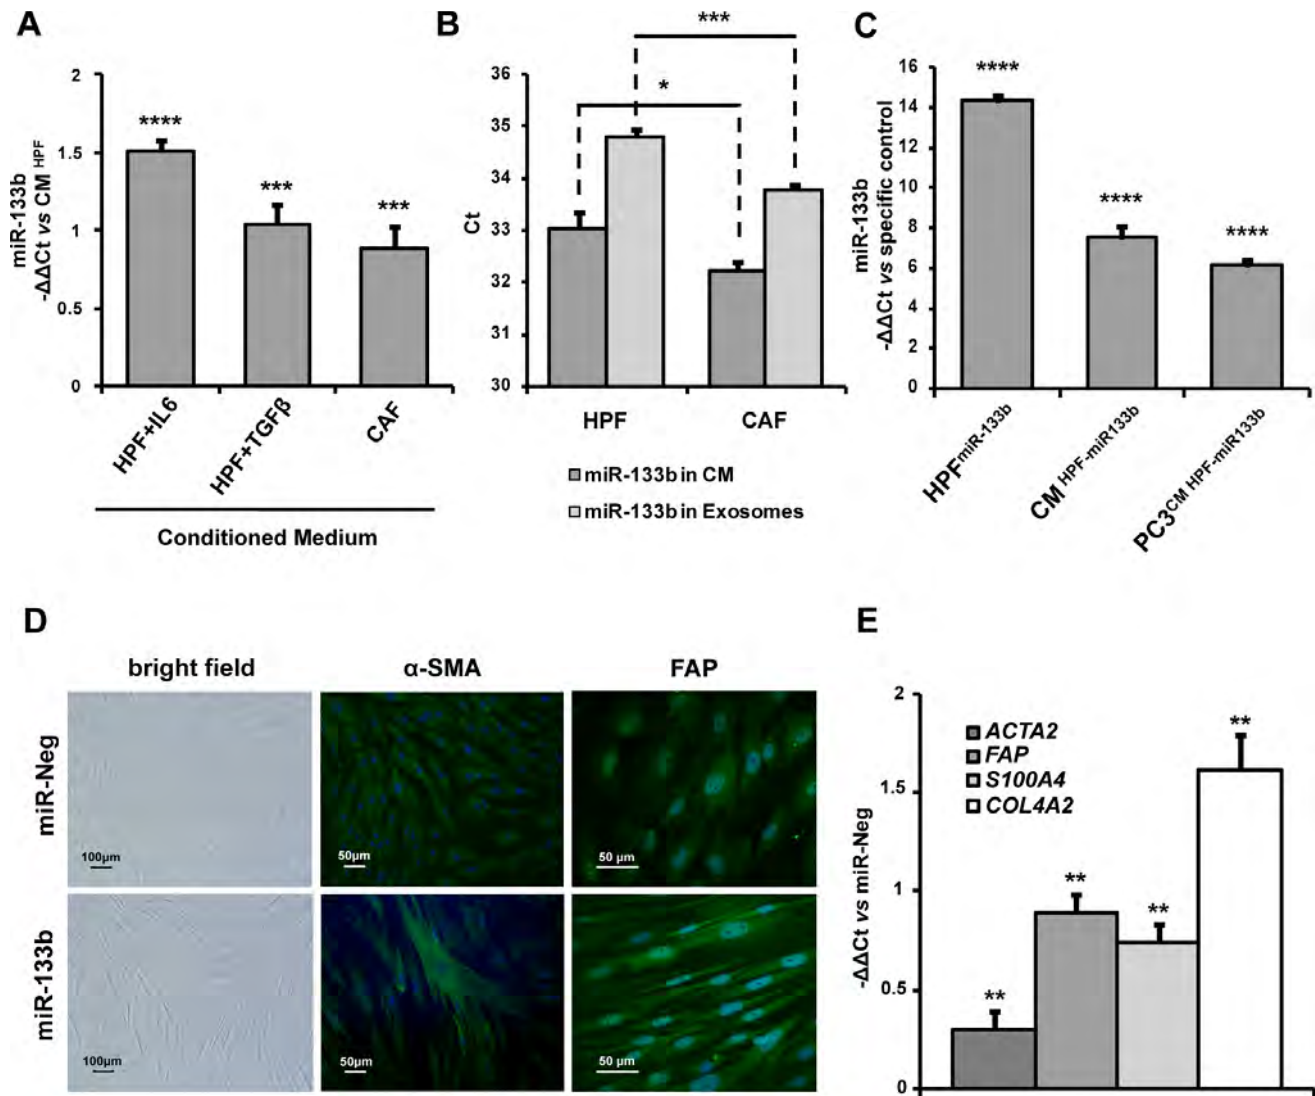 A
miR-133b
-ΔΔCt vs CM HPF
2
1.5
1
0.5
0
****
***
***
HPF+IL6
HPF+TGFβ
CAF
Conditioned Medium
B
Ct
36
35
34
33
32
31
30
***
*
HPF
CAF
miR-133b in CM
miR-133b in Exosomes
C
miR-133b
-ΔΔCt vs specific control
16
14
12
10
8
6
4
2
0
****
****
****
HPF miR-133b
CM HPF-miR133b
PC3 CM HPF-miR133b
D
bright field
α-SMA
FAP
miR-Neg
100µm
50µm
50 µm
miR-133b
100µm
50µm
50 µm
E
-ΔΔCt vs miR-Neg
2
1.5
1
0.5
0
ACTA2
FAP
S100A4
COL4A2
**
**
**
**